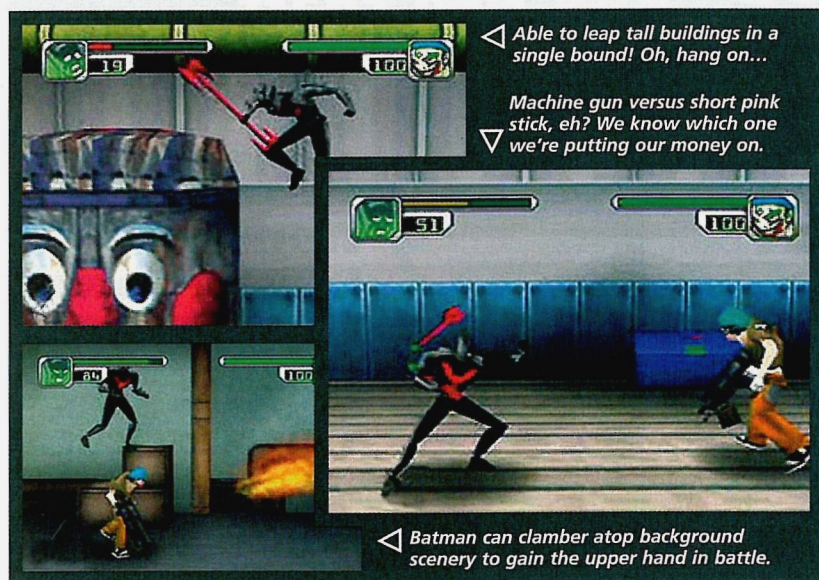 Able to leap tall buildings in a
single bound! Oh, hang on…
19
100
Machine gun versus short pink
stick, eh? We know which one
we're putting our money on.
51
100
84
100
Batman can clamber atop background
scenery to gain the upper hand in battle.